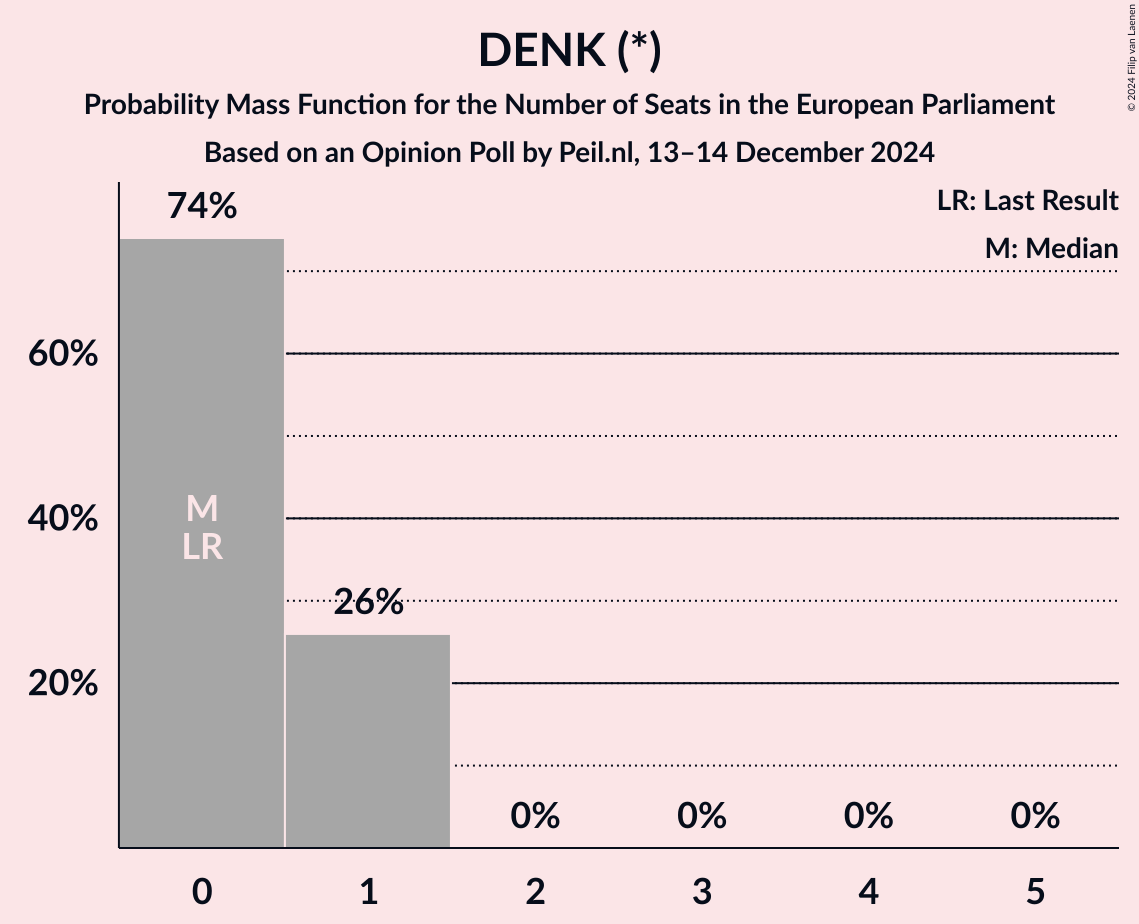 DENK (*)
Probability Mass Function for the Number of Seats in the European Parliament
Based on an Opinion Poll by Peil.nl, 13–14 December 2024
© 2024 Filip van Laenen
LR: Last Result
M: Median
74%
60%
M
LR
40%
26%
20%
0% 0% 0% 0%
0 1 2 3 4 5